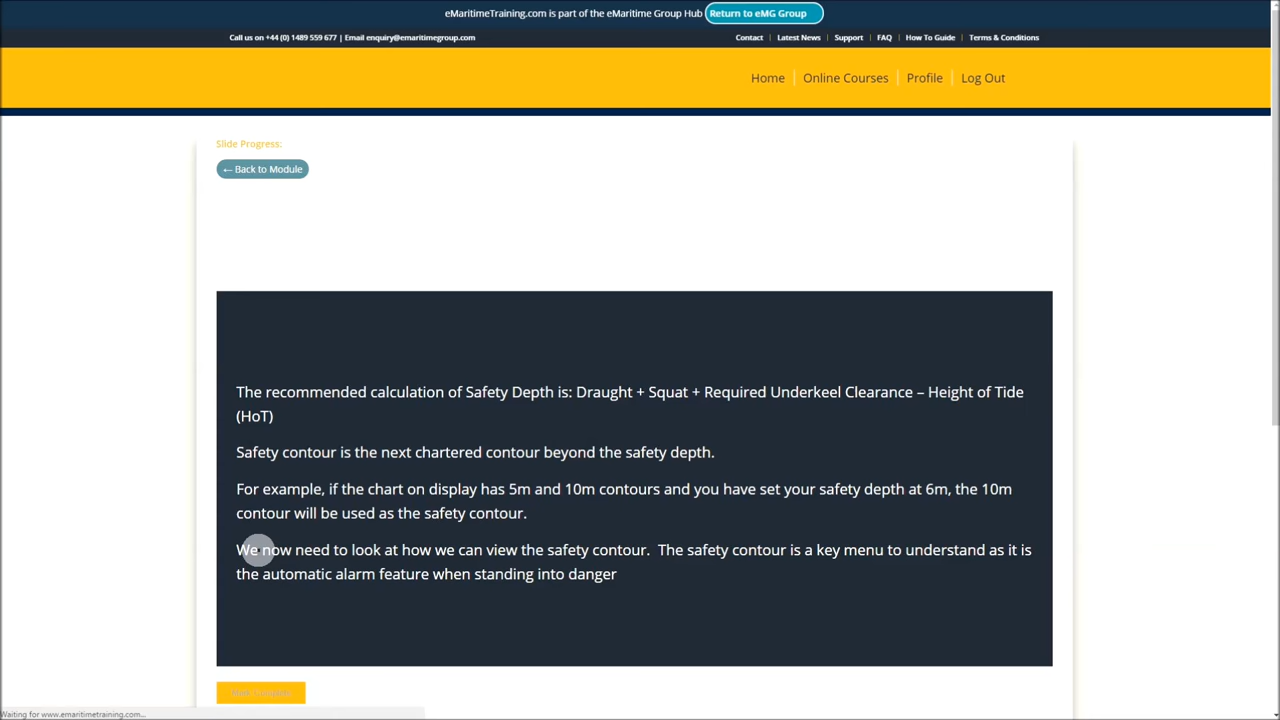 eMaritimeTraining.com is part of the eMaritime Group Hub Return to eMG Group
Call us on +44 (0) 1489 559 677 | Email enquiry@emaritimegroup.com Contact | Latest News | Support | FAQ | How To Guide | Terms & Conditions
Home | Online Courses | Profile | Log Out
Slide Progress:
← Back to Module
The recommended calculation of Safety Depth is: Draught + Squat + Required Underkeel Clearance – Height of Tide
(HoT)
Safety contour is the next chartered contour beyond the safety depth.
For example, if the chart on display has 5m and 10m contours and you have set your safety depth at 6m, the 10m
contour will be used as the safety contour.
We now need to look at how we can view the safety contour.  The safety contour is a key menu to understand as it is
the automatic alarm feature when standing into danger
Waiting for www.emaritimetraining.com...